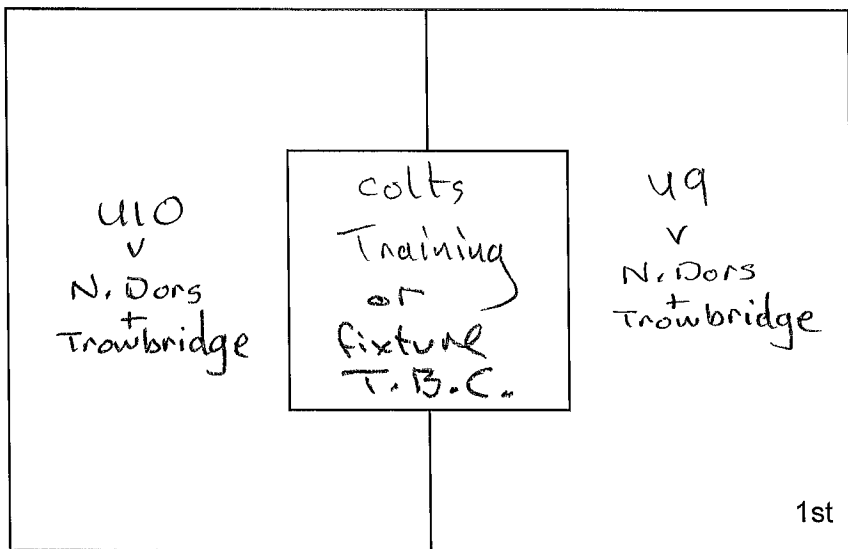 U10
v
N. Dors
+
Trowbridge
colts
Training
or
fixture
T.B.C.
U9
v
N. Dors
+
Trowbridge
1st